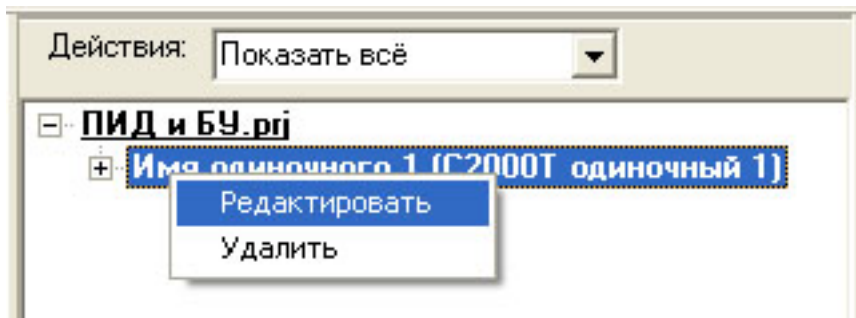 Действия: Показать всё
ПИД и БУ.prj
Имя одиночного 1 (С2000Т одиночный 1)
Редактировать
Удалить